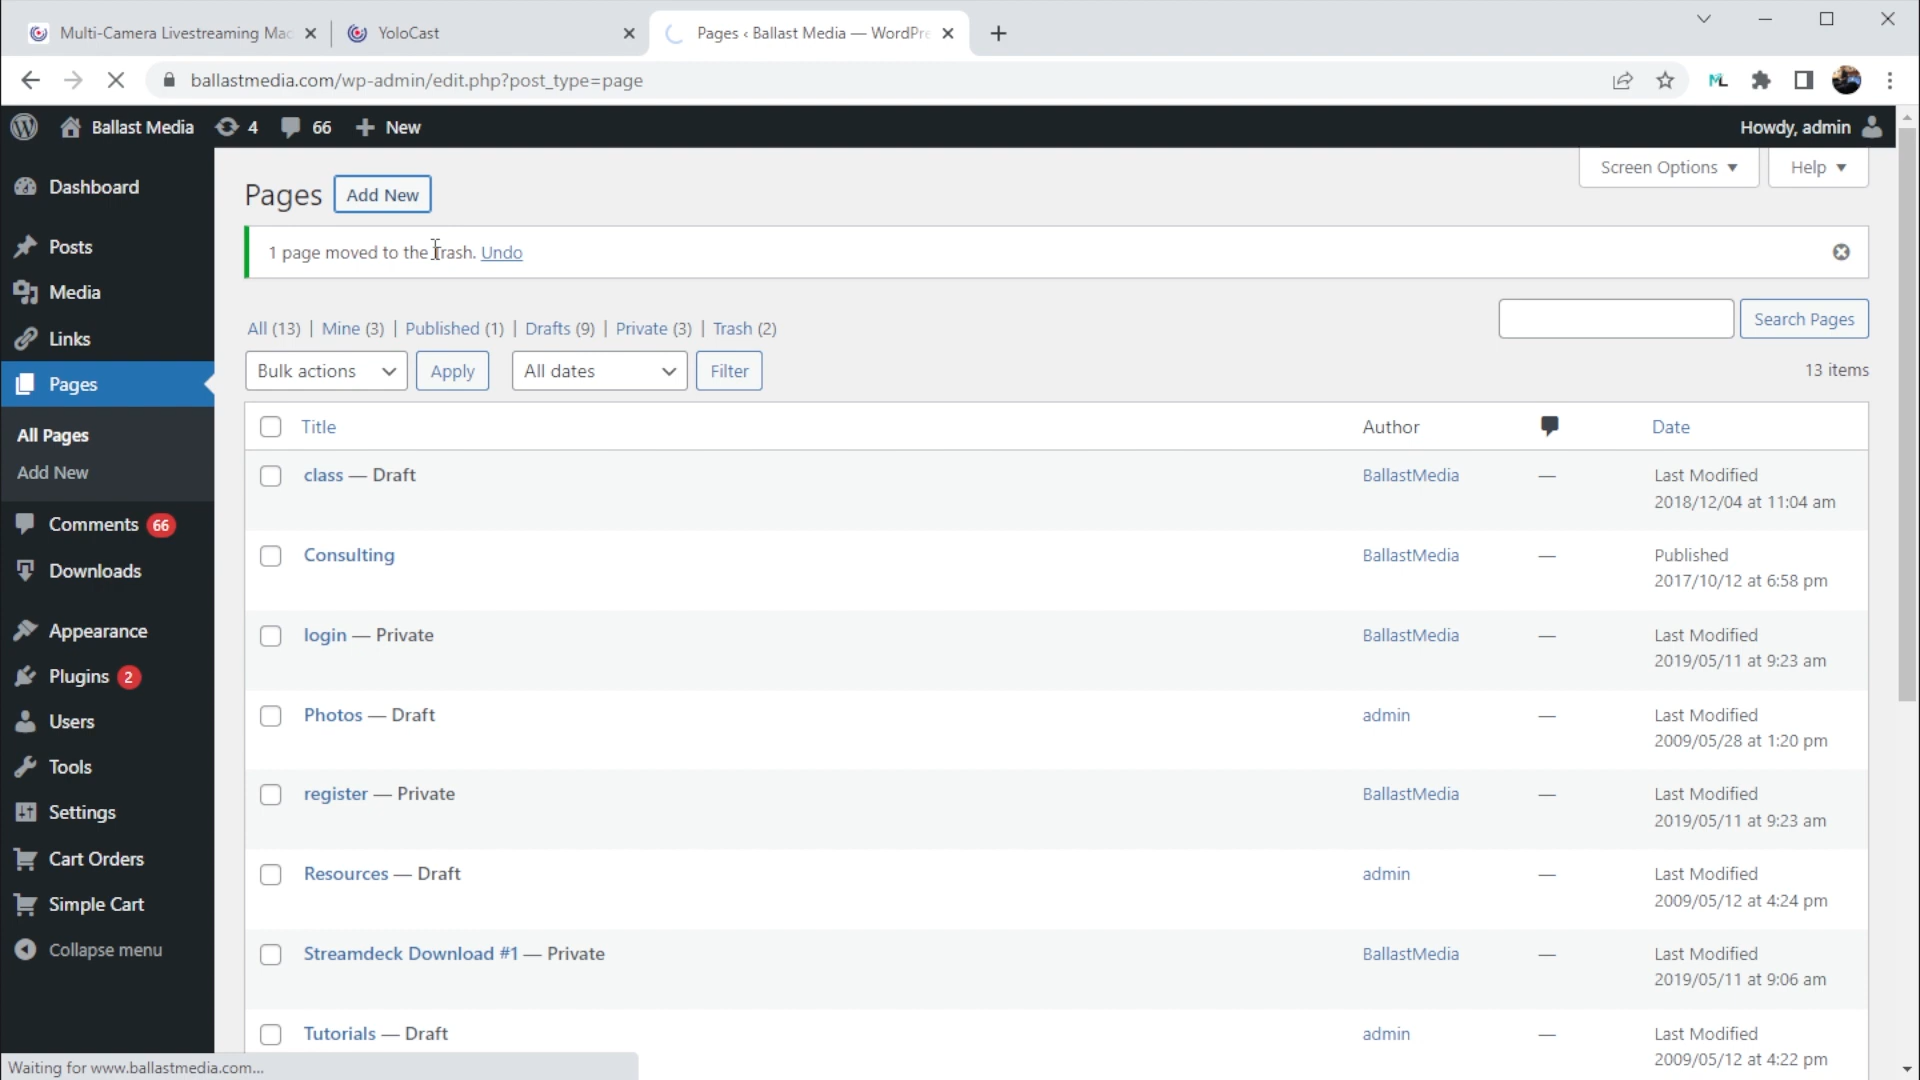 Multi-Camera Livestreaming Mac
YoloCast
Pages ‹ Ballast Media — WordPre
ballastmedia.com/wp-admin/edit.php?post_type=page
Ballast Media 4 66 + New
Howdy, admin
Screen Options ▼
Help ▼
Dashboard
Posts
Media
Links
Pages
All Pages
Add New
Comments 66
Downloads
Appearance
Plugins 2
Users
Tools
Settings
Cart Orders
Simple Cart
Collapse menu
Pages Add New
1 page moved to the Trash. Undo
All (13) | Mine (3) | Published (1) | Drafts (9) | Private (3) | Trash (2)
Search Pages
Bulk actions Apply All dates Filter
13 items
Title Author Date
class — Draft BallastMedia — Last Modified
2018/12/04 at 11:04 am
Consulting BallastMedia — Published
2017/10/12 at 6:58 pm
login — Private BallastMedia — Last Modified
2019/05/11 at 9:23 am
Photos — Draft admin — Last Modified
2009/05/28 at 1:20 pm
register — Private BallastMedia — Last Modified
2019/05/11 at 9:23 am
Resources — Draft admin — Last Modified
2009/05/12 at 4:24 pm
Streamdeck Download #1 — Private BallastMedia — Last Modified
2019/05/11 at 9:06 am
Tutorials — Draft admin — Last Modified
2009/05/12 at 4:22 pm
Waiting for www.ballastmedia.com...